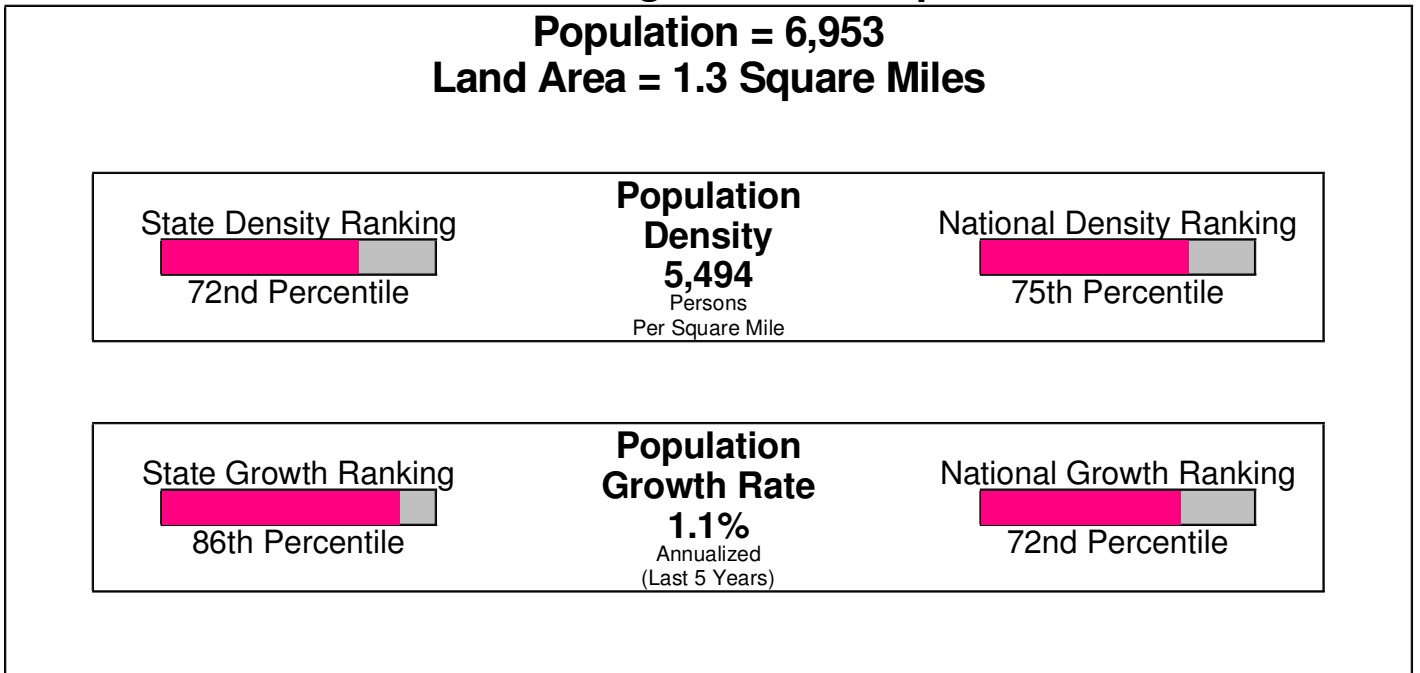 Population = 6,953
Land Area = 1.3 Square Miles
State Density Ranking
72nd Percentile
Population
Density
5,494
Persons
Per Square Mile
National Density Ranking
75th Percentile
State Growth Ranking
86th Percentile
Population
Growth Rate
1.1%
Annualized
(Last 5 Years)
National Growth Ranking
72nd Percentile